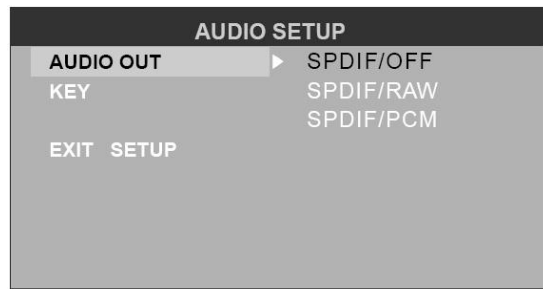 AUDIO SETUP
AUDIO OUT SPDIF/OFF
KEY SPDIF/RAW
SPDIF/PCM
EXIT SETUP